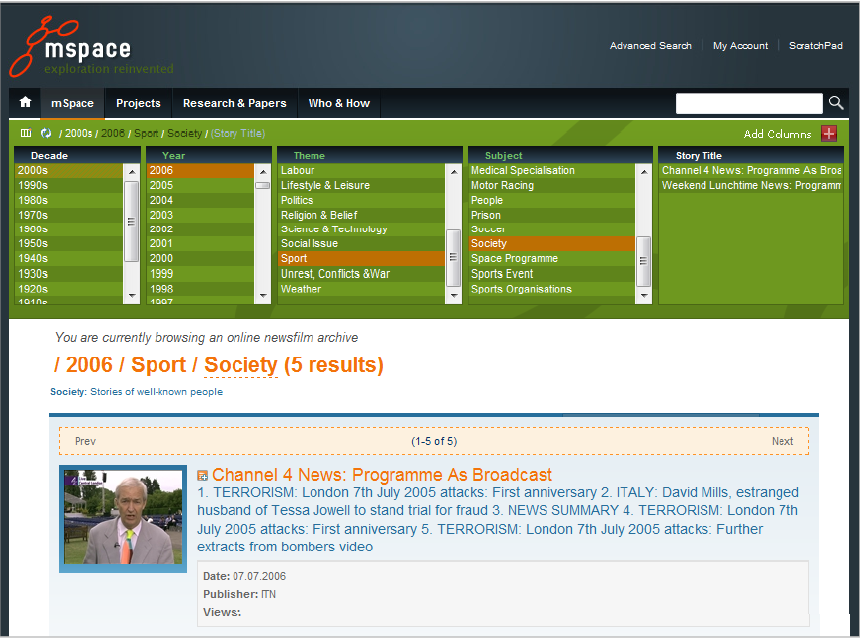 mspace
exploration reinvented
Advanced Search
My Account
ScratchPad
mSpace
Projects
Research & Papers
Who & How
/ 2000s / 2006 / Sport / Society / (Story Title)
Add Columns
Decade
2000s
1990s
1980s
1970s
1960s
1950s
1940s
1930s
1920s
1910s
Year
2006
2005
2004
2003
2002
2001
2000
1999
1998
1997
Theme
Labour
Lifestyle & Leisure
Politics
Religion & Belief
Science & Technology
Social Issue
Sport
Unrest, Conflicts &War
Weather
Subject
Medical Specialisation
Motor Racing
People
Prison
Soccer
Society
Space Programme
Sports Event
Sports Organisations
Story Title
Channel 4 News: Programme As Broa
Weekend Lunchtime News: Programm
You are currently browsing an online newsfilm archive
/ 2006 / Sport / Society (5 results)
Society: Stories of well-known people
Prev
(1-5 of 5)
Next
Channel 4 News: Programme As Broadcast
1. TERRORISM: London 7th July 2005 attacks: First anniversary 2. ITALY: David Mills, estranged
husband of Tessa Jowell to stand trial for fraud 3. NEWS SUMMARY 4. TERRORISM: London 7th
July 2005 attacks: First anniversary 5. TERRORISM: London 7th July 2005 attacks: Further
extracts from bombers video
Date: 07.07.2006
Publisher: ITN
Views: